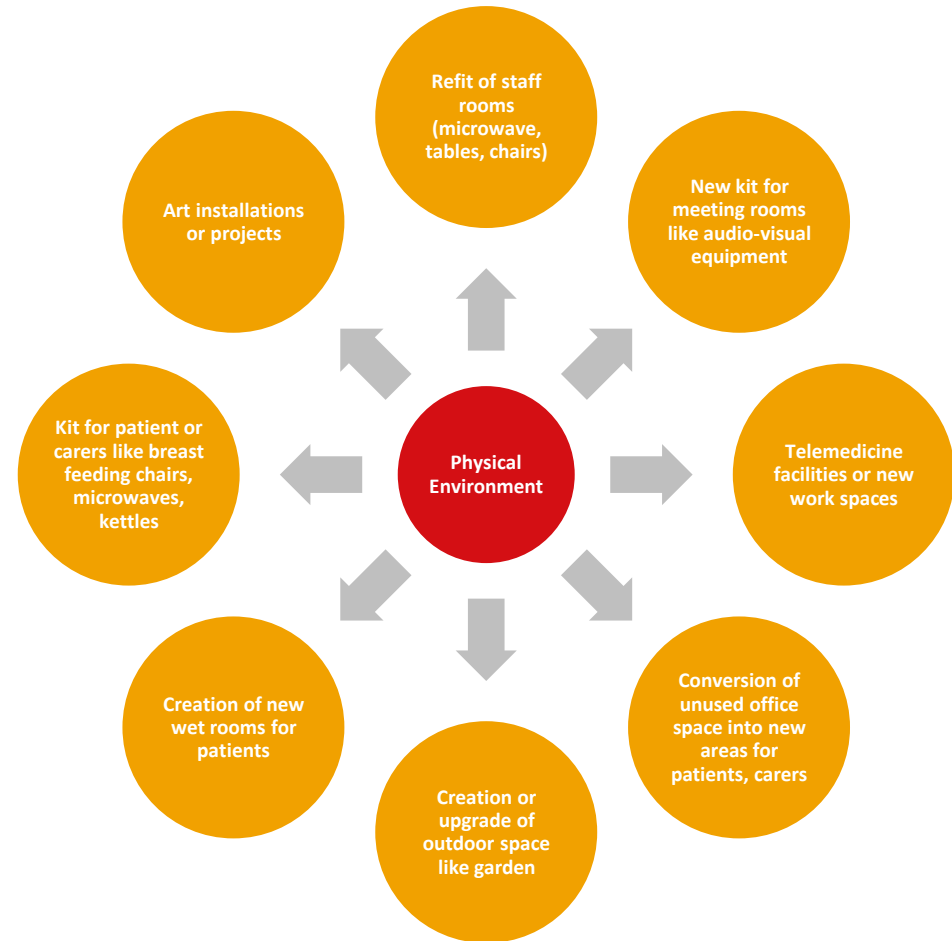 Refit of staff
rooms
(microwave,
tables, chairs)
New kit for
meeting rooms
like audio-visual
equipment
Telemedicine
facilities or new
work spaces
Conversion of
unused office
space into new
areas for
patients, carers
Creation or
upgrade of
outdoor space
like garden
Creation of new
wet rooms for
patients
Kit for patient or
carers like breast
feeding chairs,
microwaves,
kettles
Art installations
or projects
Physical
Environment